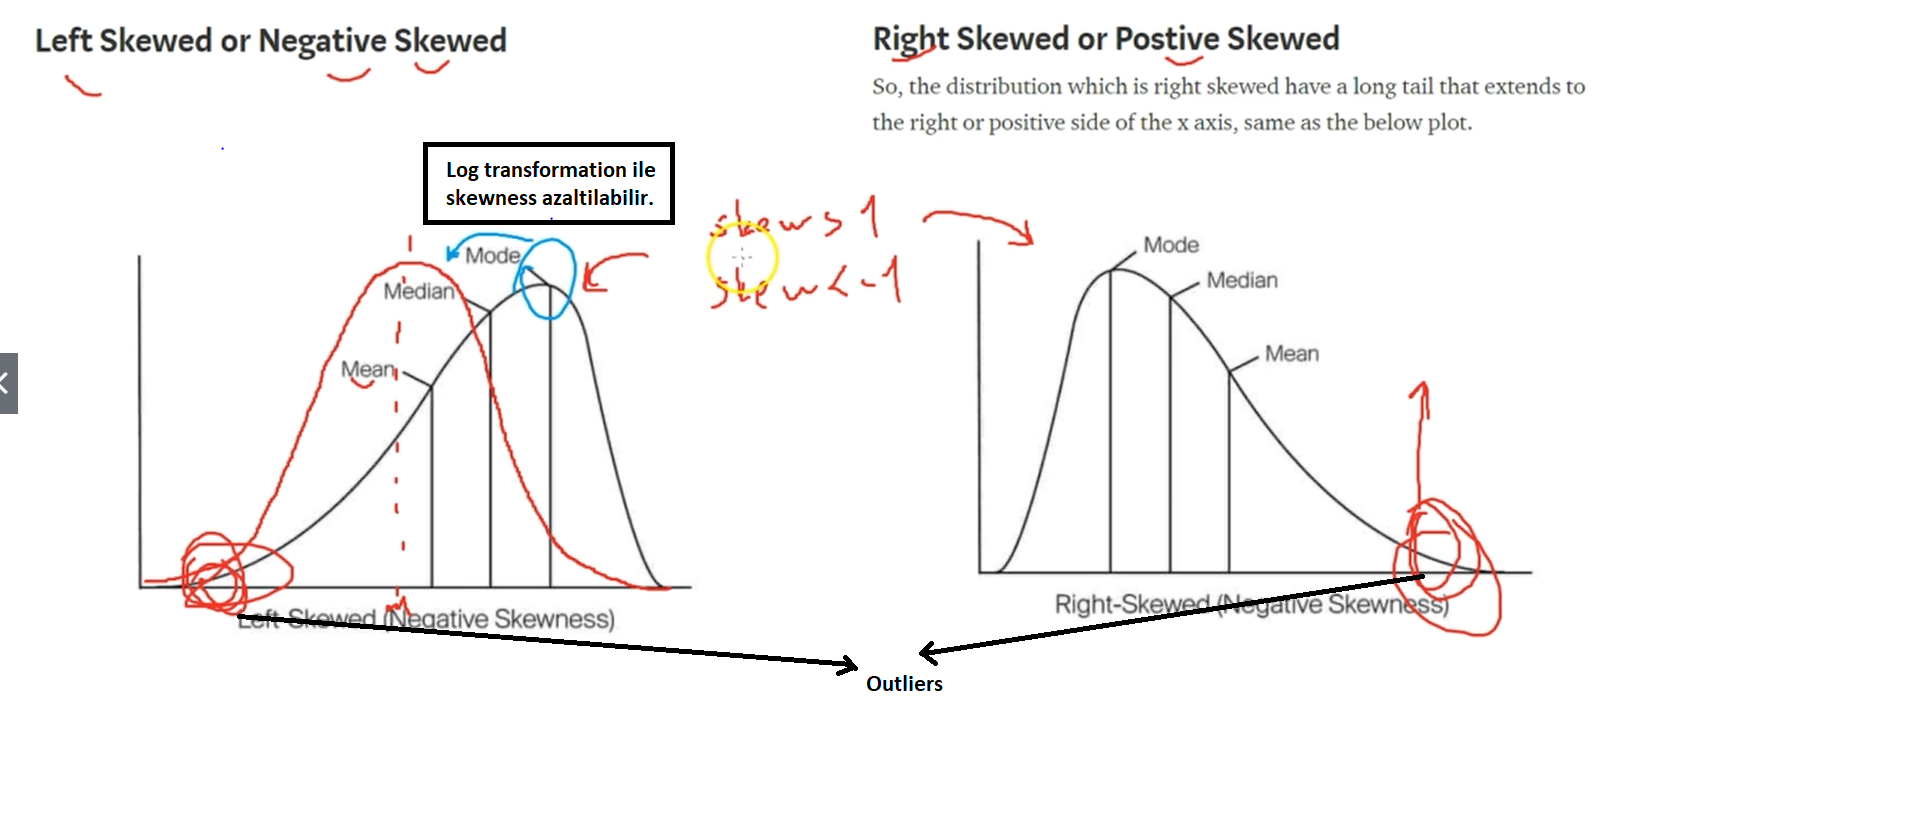 Left Skewed or Negative Skewed
Log transformation ile
skewness azaltilabilir.
Mode
Median
Mean
Left-Skewed (Negative Skewness)
skew > 1
skew < -1
Right Skewed or Postive Skewed
So, the distribution which is right skewed have a long tail that extends to
the right or positive side of the x axis, same as the below plot.
Mode
Median
Mean
Right-Skewed (Negative Skewness)
Outliers